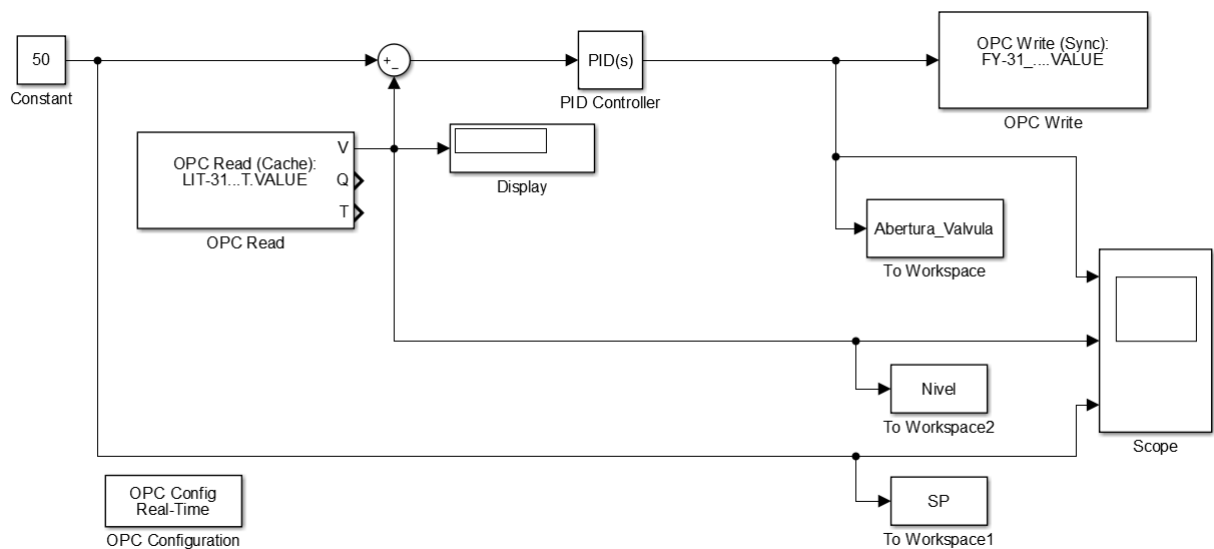 50
Constant
+
−
PID(s)
PID Controller
OPC Write (Sync):
FY-31_....VALUE
OPC Write
OPC Read (Cache):
LIT-31...T.VALUE
V
Q
T
OPC Read
Display
Abertura_Valvula
To Workspace
Nivel
To Workspace2
Scope
SP
To Workspace1
OPC Config
Real-Time
OPC Configuration